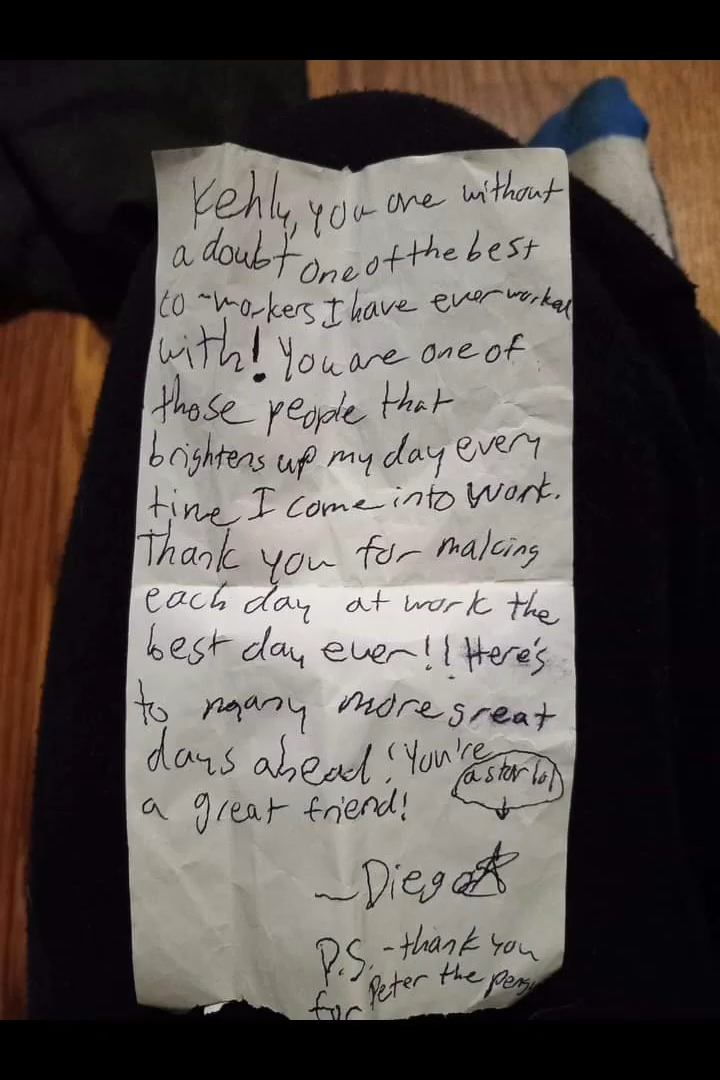 Kehly, you are without
a doubt one of the best
co-workers I have ever worked
with! You are one of
those people that
brightens up my day every
time I come into work.
Thank you for making
each day at work the
best day ever!! Here's
to many more great
days ahead! You're
a star lol
a great friend!
~Diego
P.S. - thank you
for Peter the